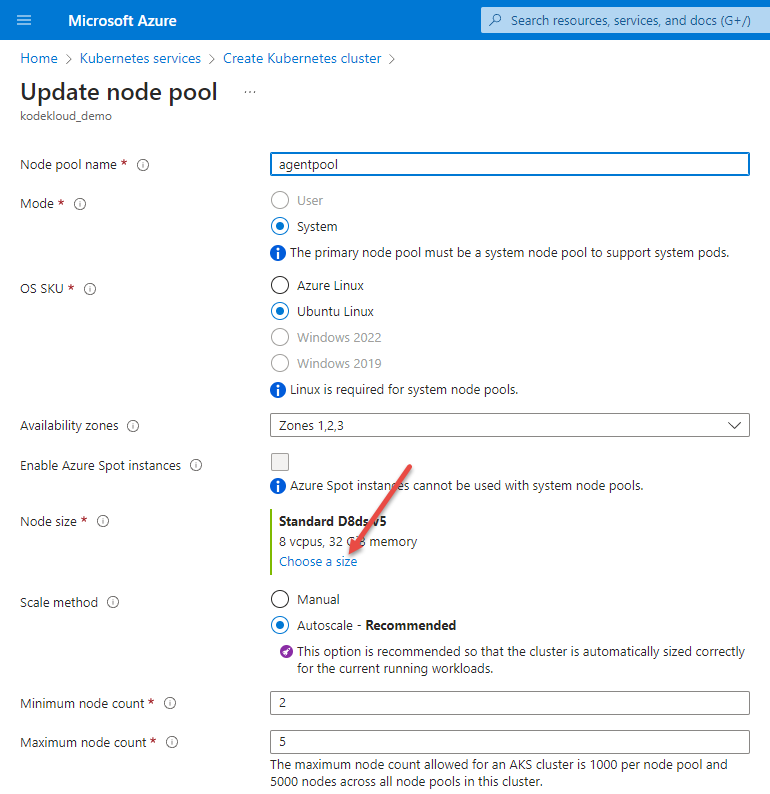 Microsoft Azure
Search resources, services, and docs (G+/)
Home > Kubernetes services > Create Kubernetes cluster >
Update node pool ...
kodekloud_demo
Node pool name *
agentpool
Mode *
User
System
The primary node pool must be a system node pool to support system pods.
OS SKU *
Azure Linux
Ubuntu Linux
Windows 2022
Windows 2019
Linux is required for system node pools.
Availability zones
Zones 1,2,3
Enable Azure Spot instances
Azure Spot instances cannot be used with system node pools.
Node size *
Standard D8ds v5
8 vcpus, 32 GiB memory
Choose a size
Scale method
Manual
Autoscale - Recommended
This option is recommended so that the cluster is automatically sized correctly
for the current running workloads.
Minimum node count *
2
Maximum node count *
5
The maximum node count allowed for an AKS cluster is 1000 per node pool and
5000 nodes across all node pools in this cluster.